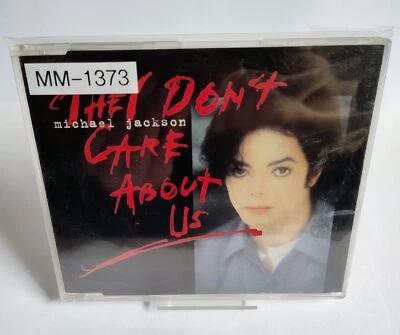 MM-1373
THEY DON'T
michael jackson
CARE
ABOUT
US